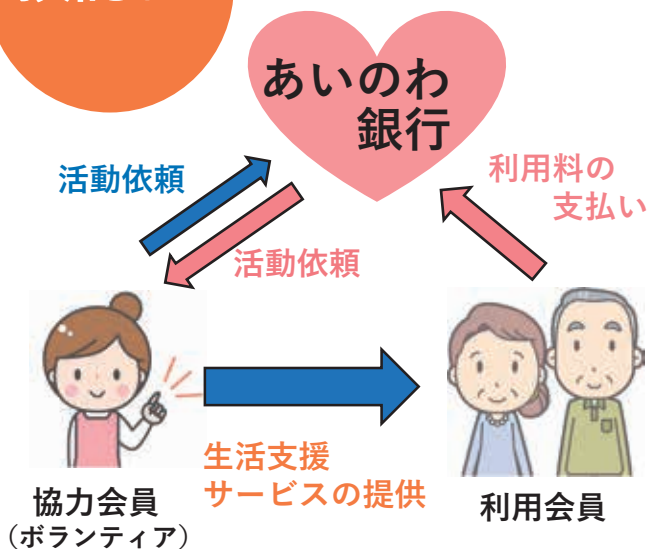 あいのわ
銀行
活動依頼
利用料の
支払い
活動依頼
生活支援
サービスの提供
協力会員
(ボランティア)
利用会員